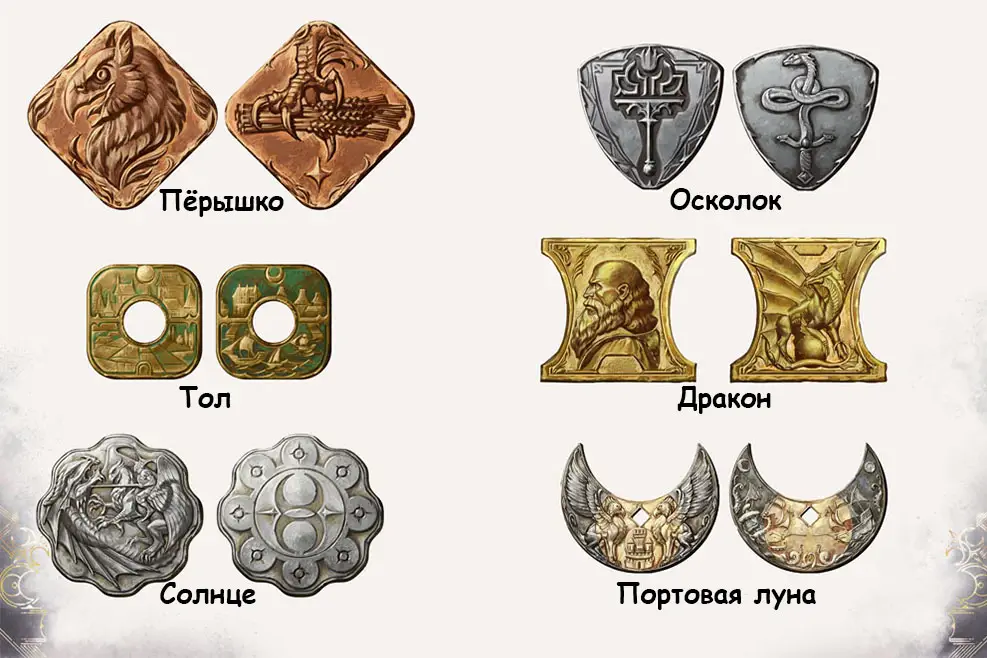 Пёрышко
Осколок
Тол
Дракон
Солнце
Портовая луна